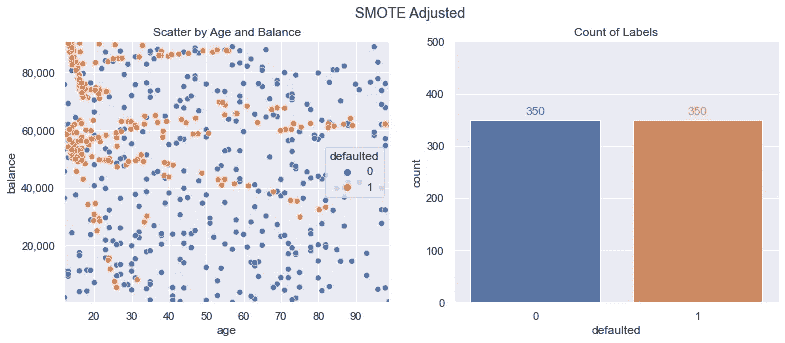 SMOTE Adjusted
Scatter by Age and Balance
balance
80,000
60,000
40,000
20,000
20 30 40 50 60 70 80 90
age
defaulted
0
1
Count of Labels
count
500
400
300
200
100
0
350 350
0 1
defaulted